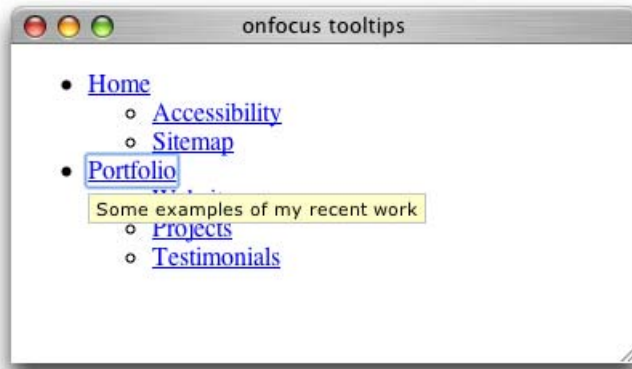 onfocus tooltips
Home
Accessibility
Sitemap
Portfolio
Some examples of my recent work
Projects
Testimonials